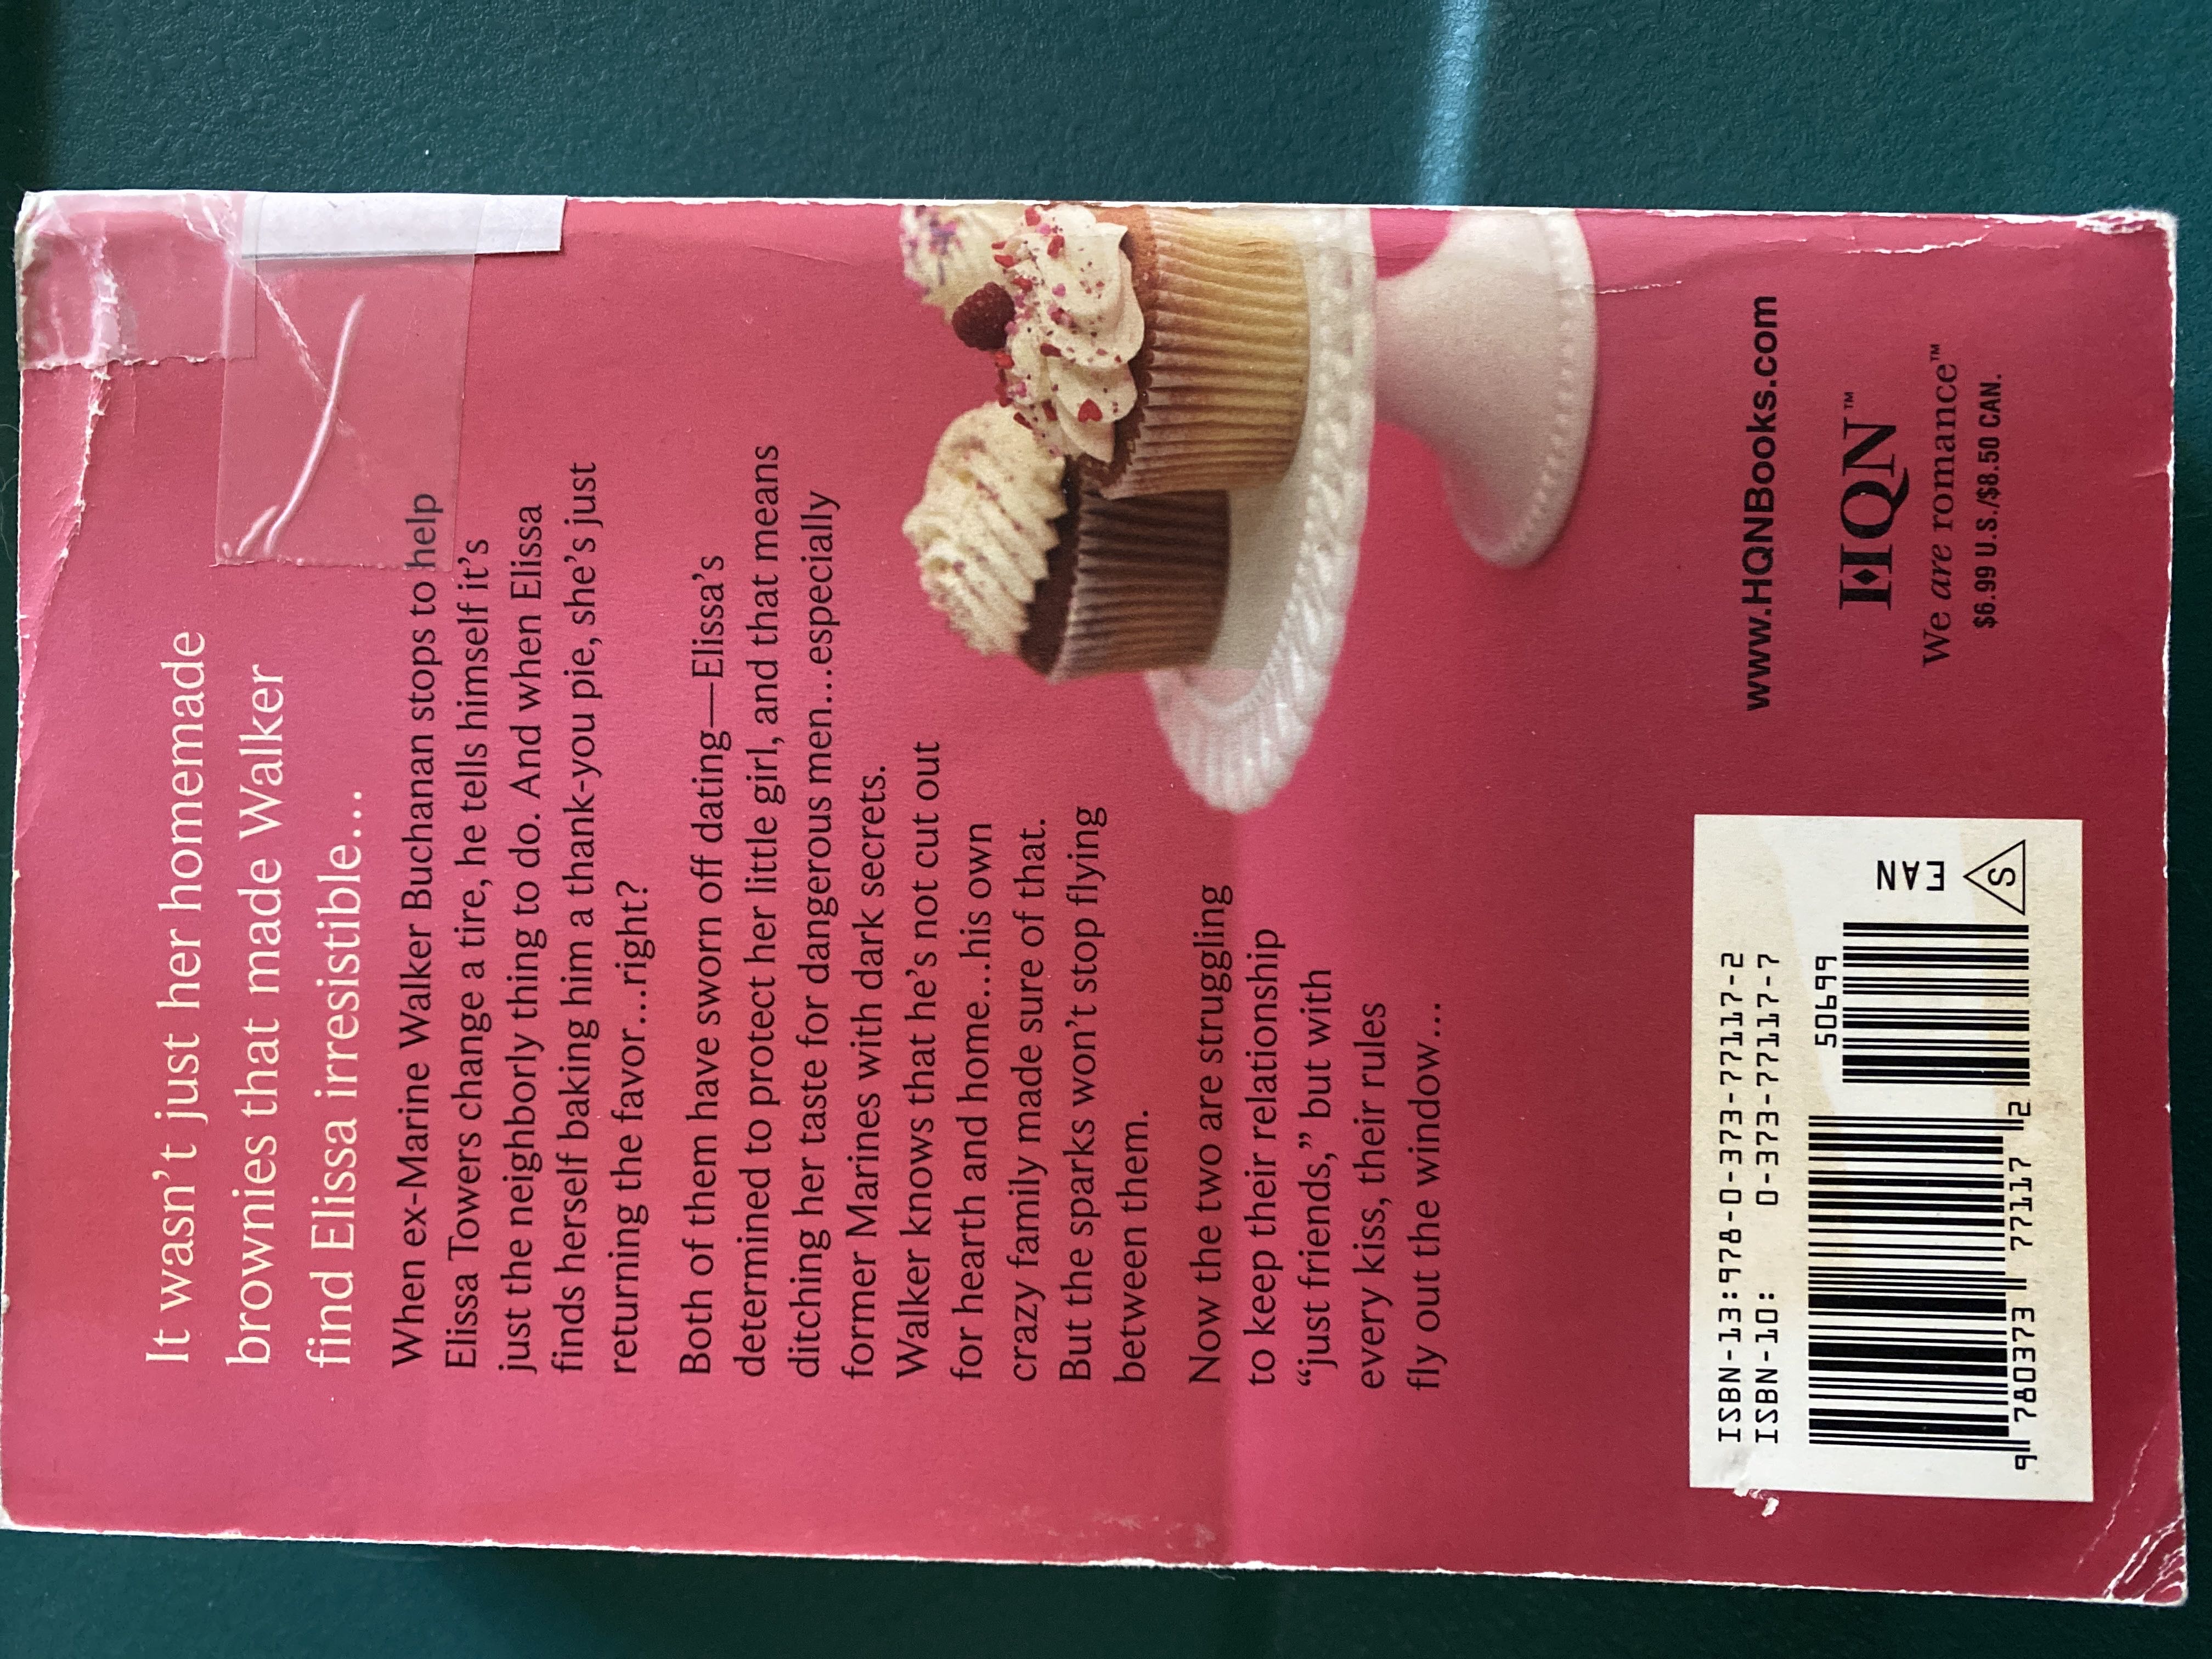 It wasn't just her homemade
brownies that made Walker
find Elissa irresistible...
When ex-Marine Walker Buchanan stops to help
Elissa Towers change a tire, he tells himself it's
just the neighborly thing to do. And when Elissa
finds herself baking him a thank-you pie, she's just
returning the favor...right?
Both of them have sworn off dating—Elissa's
determined to protect her little girl, and that means
ditching her taste for dangerous men...especially
former Marines with dark secrets.
Walker knows that he's not cut out
for hearth and home...his own
crazy family made sure of that.
But the sparks won't stop flying
between them.
Now the two are struggling
to keep their relationship
“just friends,” but with
every kiss, their rules
fly out the window...
ISBN-13:978-0-373-77117-2
ISBN-10: 0-373-77117-7
50699
9 780373 77117 2
EAN
S
www.HQNBooks.com
HQN™
We are romance™
$6.99 U.S./$8.50 CAN.